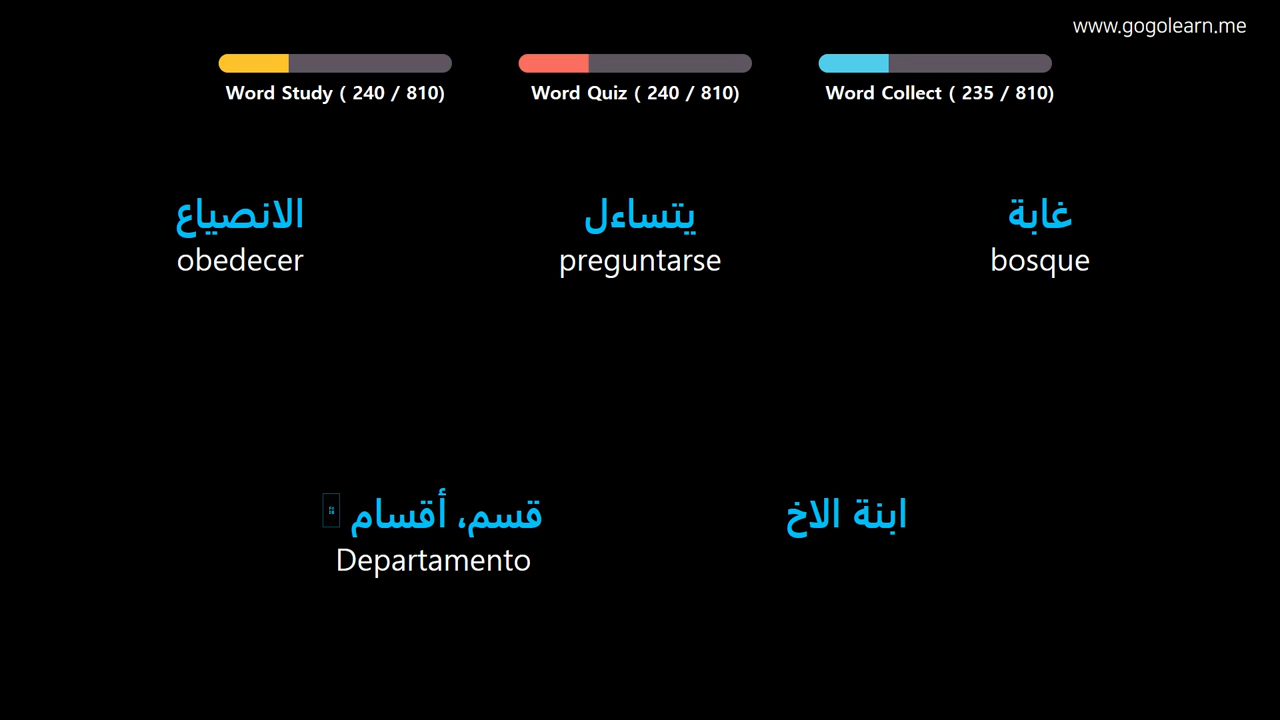 www.gogolearn.me
Word Study ( 240 / 810)
Word Quiz ( 240 / 810)
Word Collect ( 235 / 810)
الانصياع
obedecer
يتساءل
preguntarse
غابة
bosque
قسم، أقسام
Departamento
ابنة الاخ